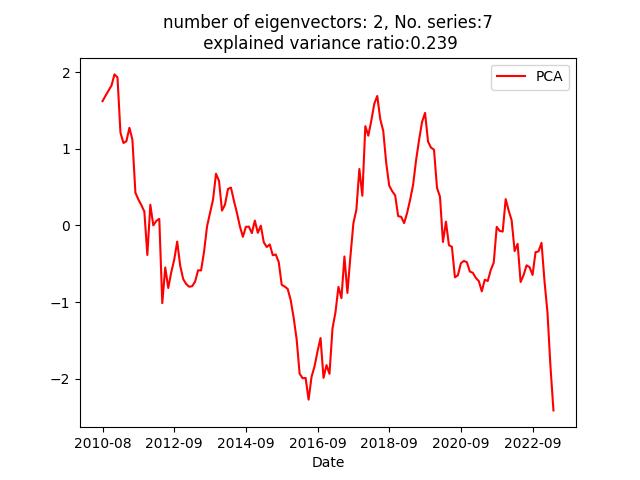 number of eigenvectors: 2, No. series:7
explained variance ratio:0.239
PCA
2
1
0
−1
−2
2010-08 2012-09 2014-09 2016-09 2018-09 2020-09 2022-09
Date